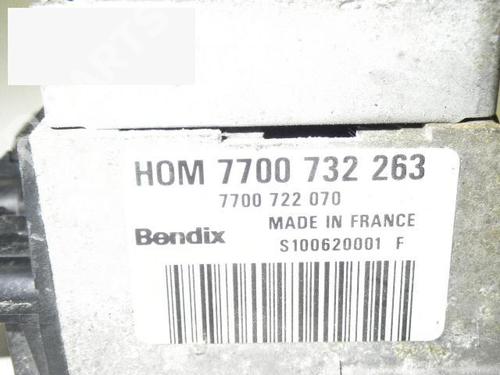 HOM 7700 732 263
7700 722 070
MADE IN FRANCE
Bendix
S100620001 F